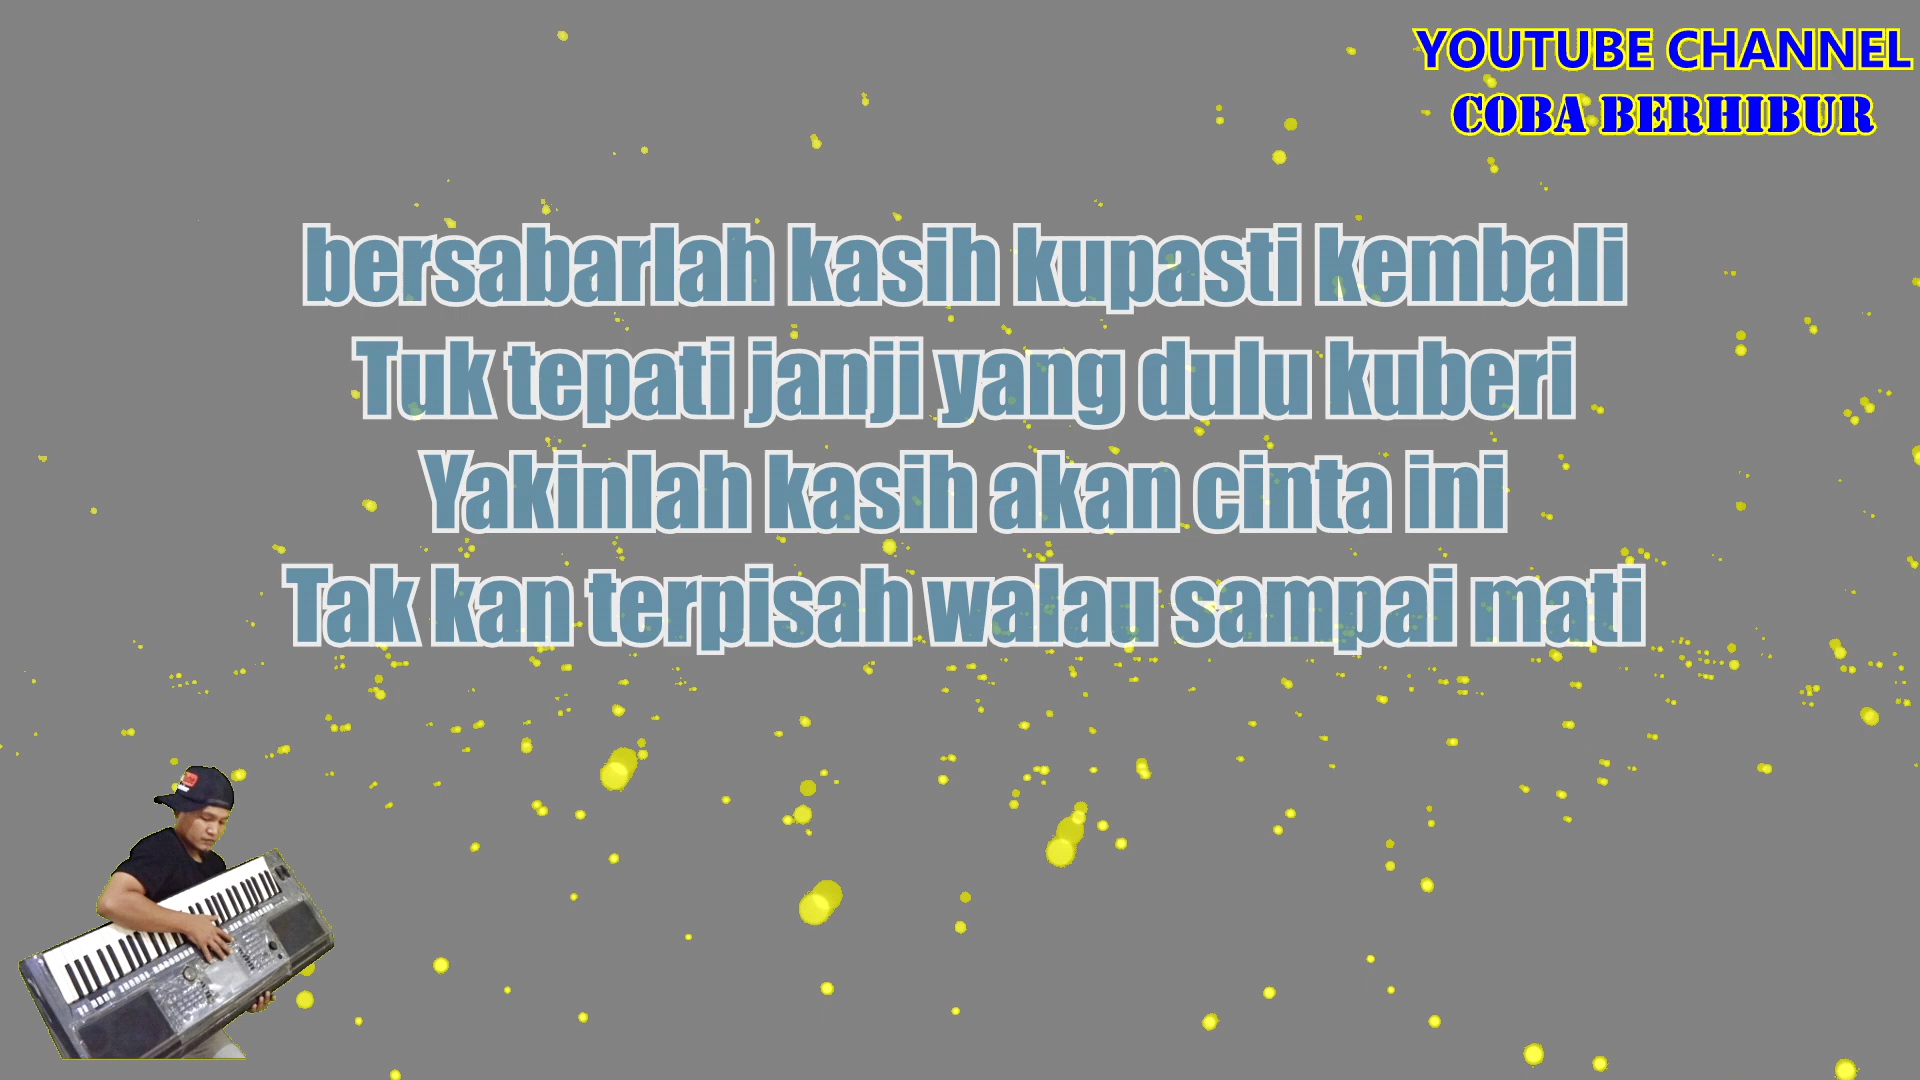 YOUTUBE CHANNEL
COBA BERHIBUR
bersabarlah kasih kupasti kembali
Tuk tepati janji yang dulu kuberi
Yakinlah kasih akan cinta ini
Tak kan terpisah walau sampai mati